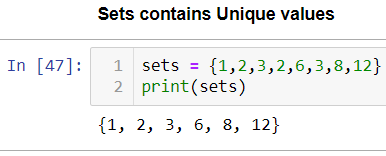 Sets contains Unique values
In [47]: 1 sets = {1,2,3,2,6,3,8,12}
2 print(sets)
{1, 2, 3, 6, 8, 12}